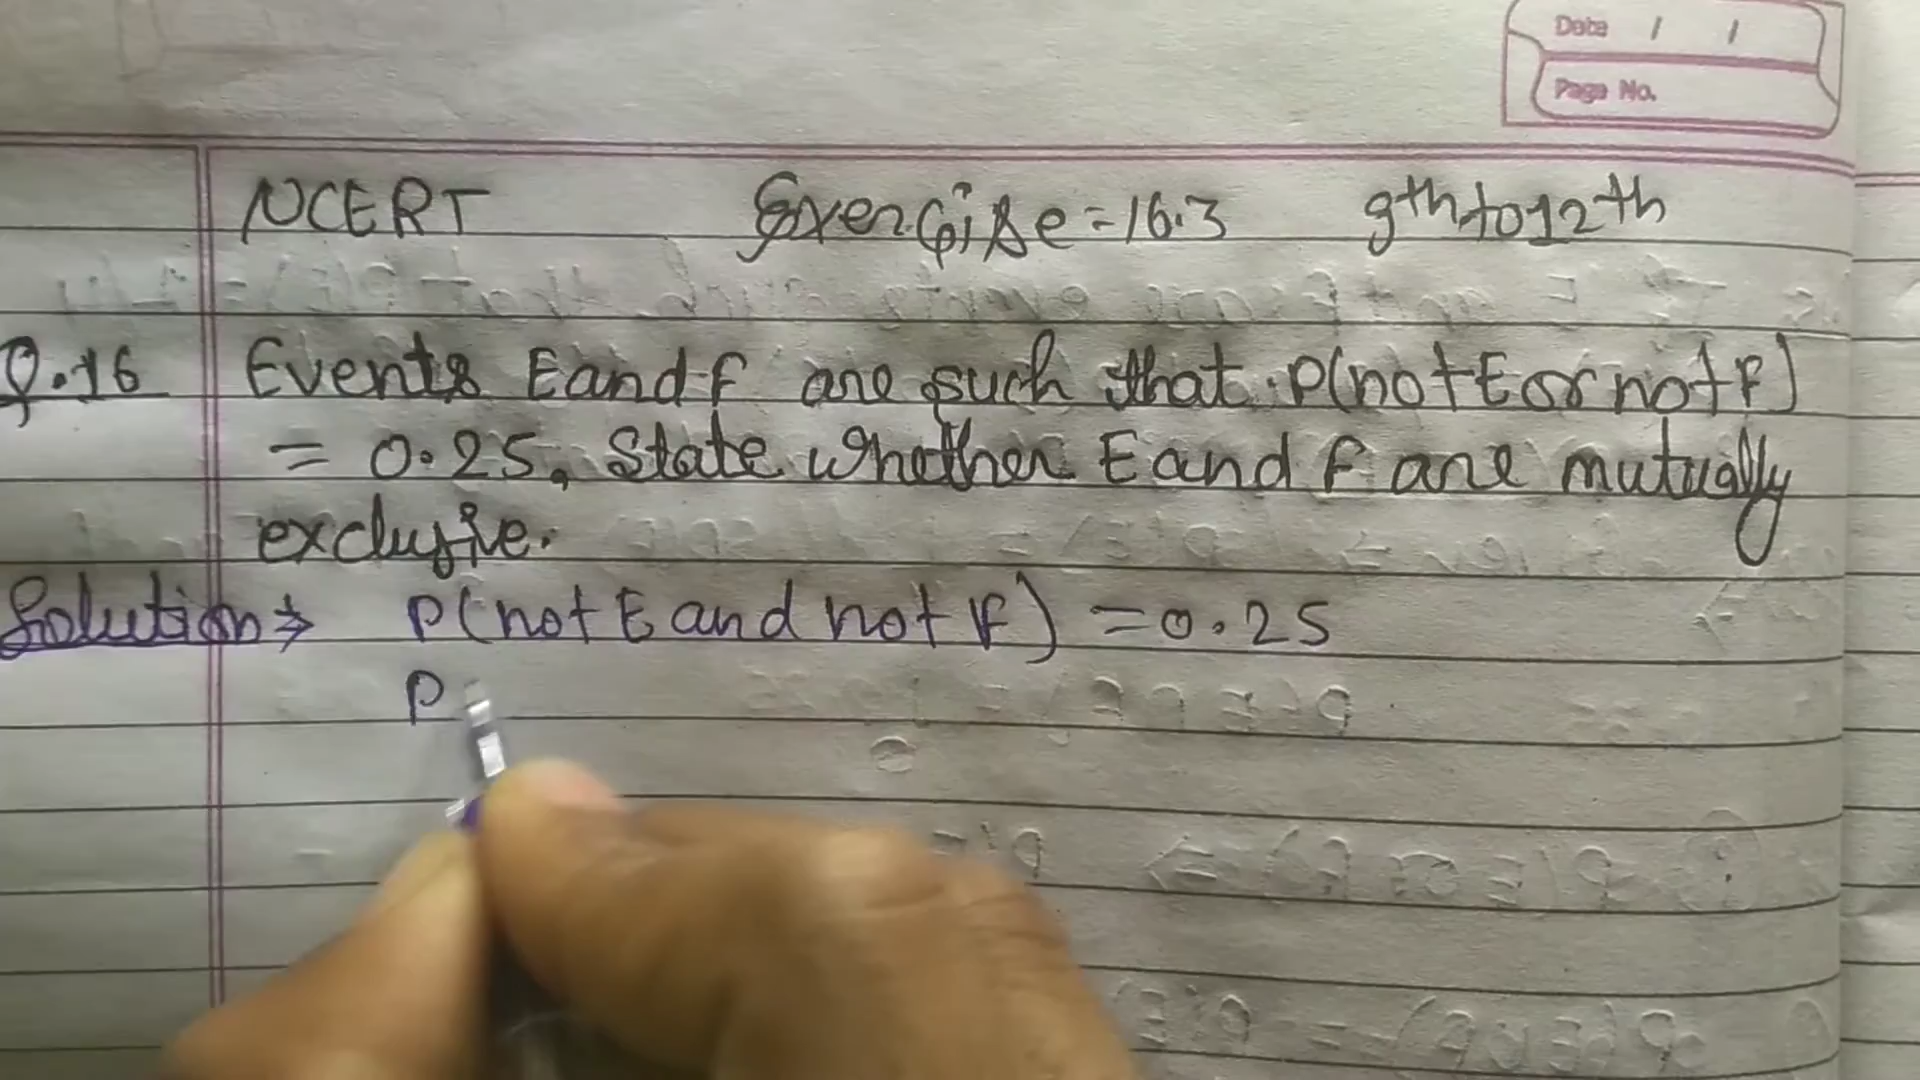 Date / /
Page No.
NCERT Exercise = 16.3 9th to 12th
Q.16 Events E and F are such that P(not E or not F)
= 0.25, State whether E and F are mutually
exclusive.
Solution⇒ P(not E and not F) = 0.25
P